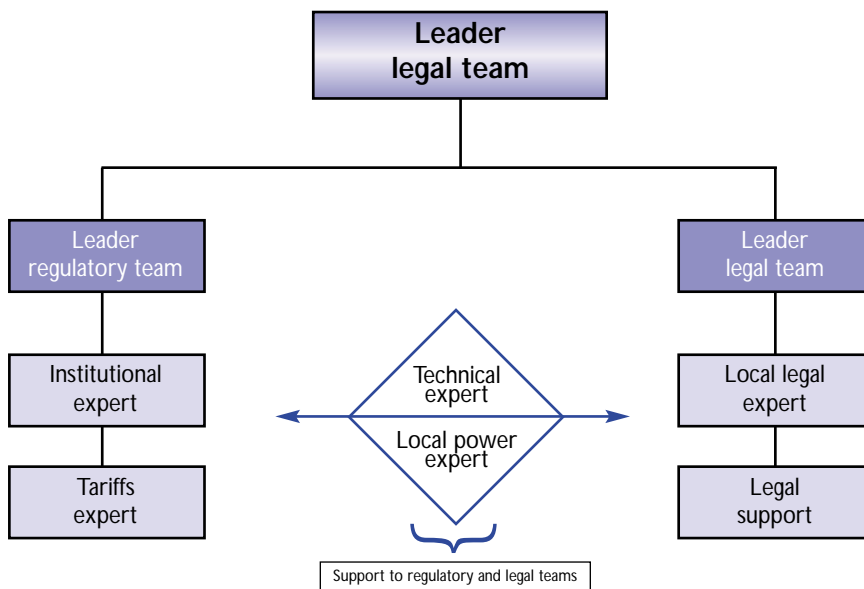 Leader
legal team
Leader
regulatory team
Leader
legal team
Institutional
expert
Technical
expert
Local legal
expert
Local power
expert
Tariffs
expert
Legal
support
Support to regulatory and legal teams